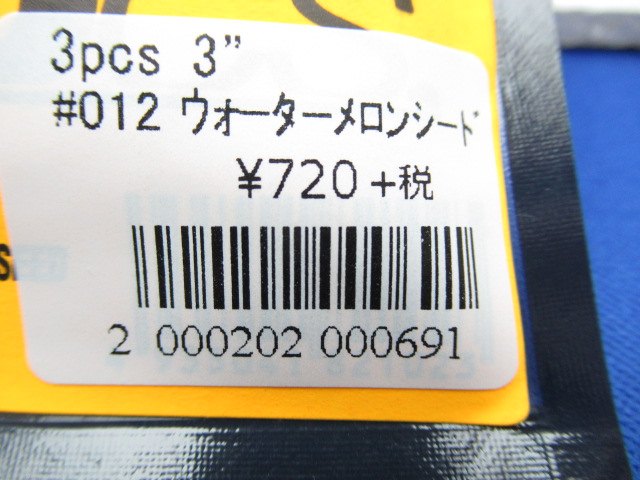 3pcs 3"
#012 ウォーターメロンシード
¥720+税
2 000202 000691